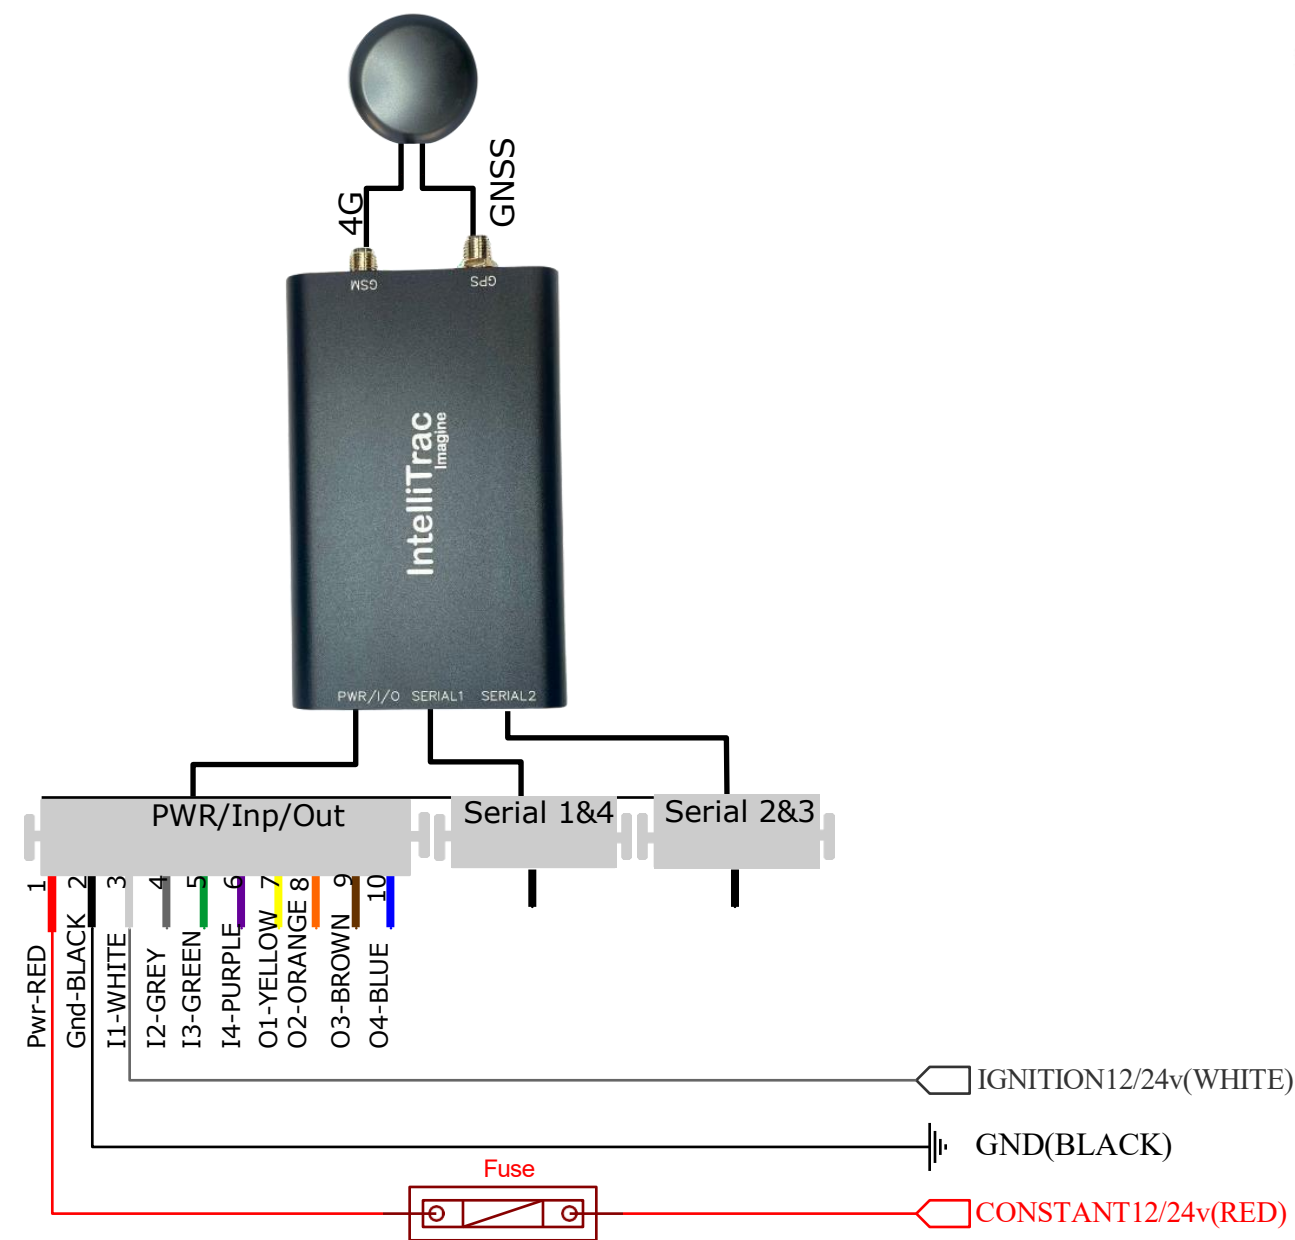 4G
GNSS
GSM
GPS
IntelliTrac
Imagine
PWR/I/O
SERIAL1
SERIAL2
PWR/Inp/Out
Serial 1&4
Serial 2&3
1
2
3
4
5
6
7
8
9
10
Pwr-RED
Gnd-BLACK
I1-WHITE
I2-GREY
I3-GREEN
I4-PURPLE
O1-YELLOW
O2-ORANGE
O3-BROWN
O4-BLUE
IGNITION12/24v(WHITE)
GND(BLACK)
Fuse
CONSTANT12/24v(RED)